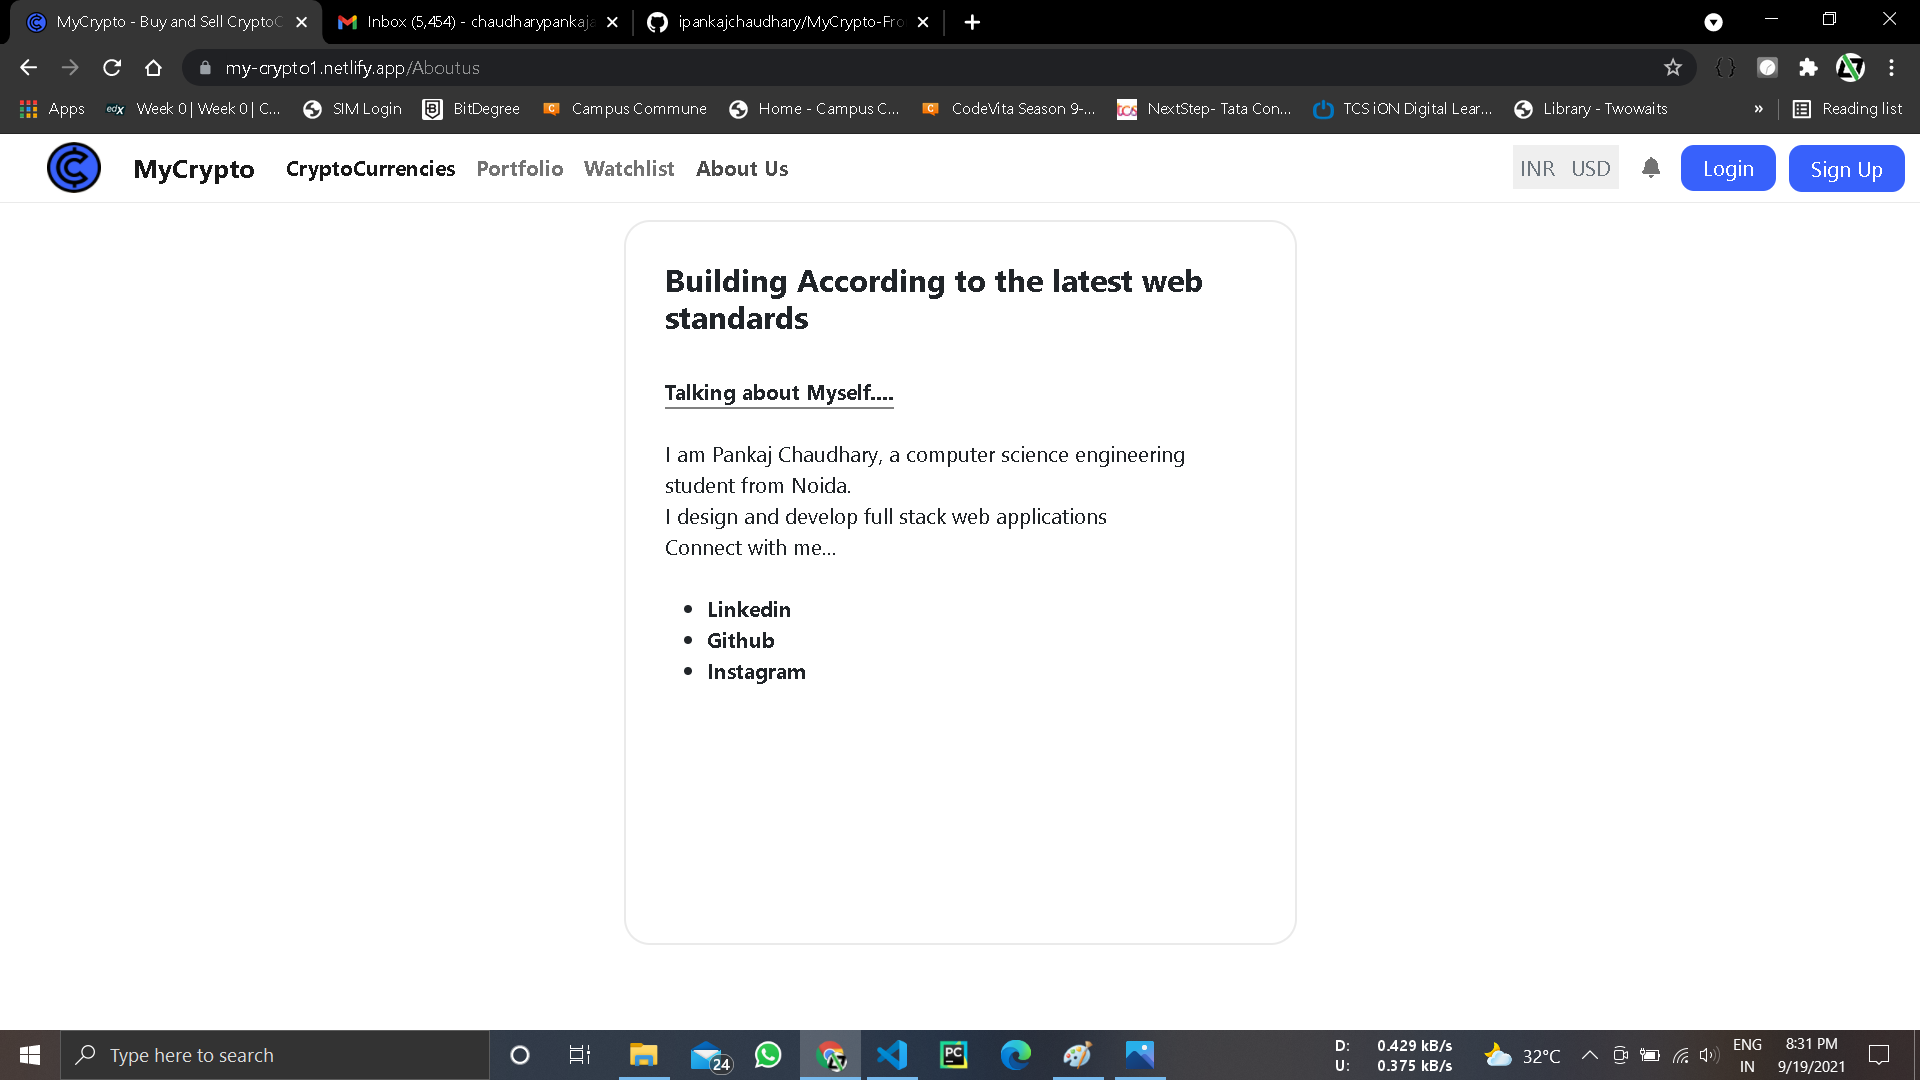 MyCrypto - Buy and Sell CryptoC
Inbox (5,454) - chaudharypankaja
ipankajchaudhary/MyCrypto-Fro
my-crypto1.netlify.app/Aboutus
Apps
edX Week 0 | Week 0 | C...
SIM Login
BitDegree
Campus Commune
Home - Campus C...
CodeVita Season 9-...
tcs NextStep- Tata Con...
TCS iON Digital Lear...
Library - Twowaits
»
Reading list
MyCrypto CryptoCurrencies Portfolio Watchlist About Us
INR USD
Login
Sign Up
Building According to the latest web
standards
Talking about Myself....
I am Pankaj Chaudhary, a computer science engineering
student from Noida.
I design and develop full stack web applications
Connect with me...
• Linkedin
• Github
• Instagram
Type here to search
24
PC
D: 0.429 kB/s
U: 0.375 kB/s
32°C
ENG
IN
8:31 PM
9/19/2021